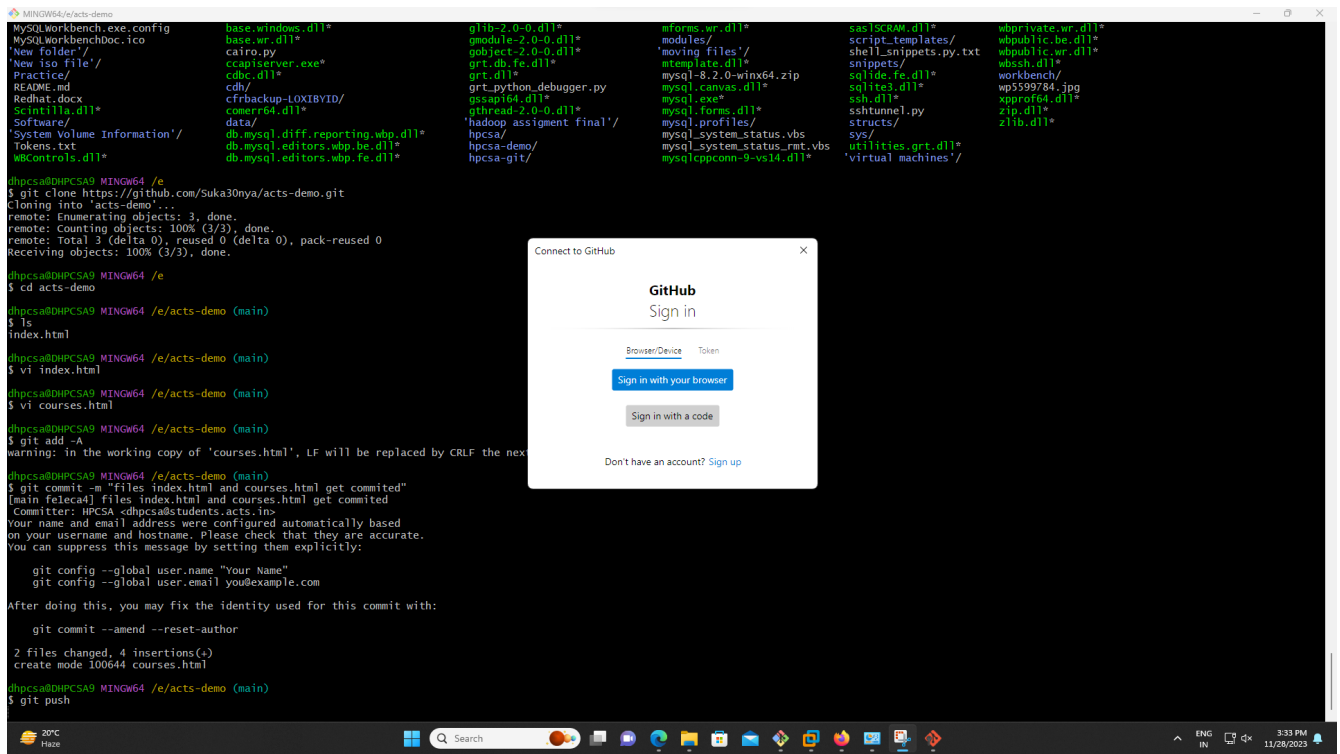 MINGW64:/e/acts-demo
MySQLWorkbench.exe.config base.windows.dll* glib-2.0-0.dll* mforms.wr.dll* saslSCRAM.dll* wbprivate.wr.dll*
MySQLWorkbenchDoc.ico base.wr.dll* gmodule-2.0-0.dll* modules/ script_templates/ wbpublic.be.dll*
'New folder'/ cairo.py gobject-2.0-0.dll* 'moving files'/ shell_snippets.py.txt wbpublic.wr.dll*
'New iso file'/ ccapiserver.exe* grt.db.fe.dll* mtemplate.dll* snippets/ wbssh.dll*
Practice/ cdbc.dll* grt.dll* mysql-8.2.0-winx64.zip sqlide.fe.dll* workbench/
README.md cdh/ grt_python_debugger.py mysql.canvas.dll* sqlite3.dll* wp5599784.jpg
Redhat.docx cfrbackup-LOXIBYID/ gssapi64.dll* mysql.exe* ssh.dll* xpprof64.dll*
Scintilla.dll* comerr64.dll* gthread-2.0-0.dll* mysql.forms.dll* sshtunnel.py zip.dll*
Software/ data/ 'hadoop assigment final'/ mysql.profiles/ structs/ zlib.dll*
'System Volume Information'/ db.mysql.diff.reporting.wbp.dll* hpcsa/ mysql_system_status.vbs sys/
Tokens.txt db.mysql.editors.wbp.be.dll* hpcsa-demo/ mysql_system_status_rmt.vbs utilities.grt.dll*
WBControls.dll* db.mysql.editors.wbp.fe.dll* hpcsa-git/ mysqlcppconn-9-vs14.dll* 'virtual machines'/
dhpcsa@DHPCSA9 MINGW64 /e
$ git clone https://github.com/Suka30nya/acts-demo.git
Cloning into 'acts-demo'...
remote: Enumerating objects: 3, done.
remote: Counting objects: 100% (3/3), done.
remote: Total 3 (delta 0), reused 0 (delta 0), pack-reused 0
Receiving objects: 100% (3/3), done.
dhpcsa@DHPCSA9 MINGW64 /e
$ cd acts-demo
dhpcsa@DHPCSA9 MINGW64 /e/acts-demo (main)
$ ls
index.html
dhpcsa@DHPCSA9 MINGW64 /e/acts-demo (main)
$ vi index.html
dhpcsa@DHPCSA9 MINGW64 /e/acts-demo (main)
$ vi courses.html
dhpcsa@DHPCSA9 MINGW64 /e/acts-demo (main)
$ git add -A
warning: in the working copy of 'courses.html', LF will be replaced by CRLF the nex
dhpcsa@DHPCSA9 MINGW64 /e/acts-demo (main)
$ git commit -m "files index.html and courses.html get commited"
[main fe1eca4] files index.html and courses.html get commited
Committer: HPCSA <dhpcsa@students.acts.in>
Your name and email address were configured automatically based
on your username and hostname. Please check that they are accurate.
You can suppress this message by setting them explicitly:
git config --global user.name "Your Name"
git config --global user.email you@example.com
After doing this, you may fix the identity used for this commit with:
git commit --amend --reset-author
2 files changed, 4 insertions(+)
create mode 100644 courses.html
dhpcsa@DHPCSA9 MINGW64 /e/acts-demo (main)
$ git push
Connect to GitHub
GitHub
Sign in
Browser/Device Token
Sign in with your browser
Sign in with a code
Don't have an account? Sign up
20°C
Haze
Search
ENG
IN
3:33 PM
11/28/2023